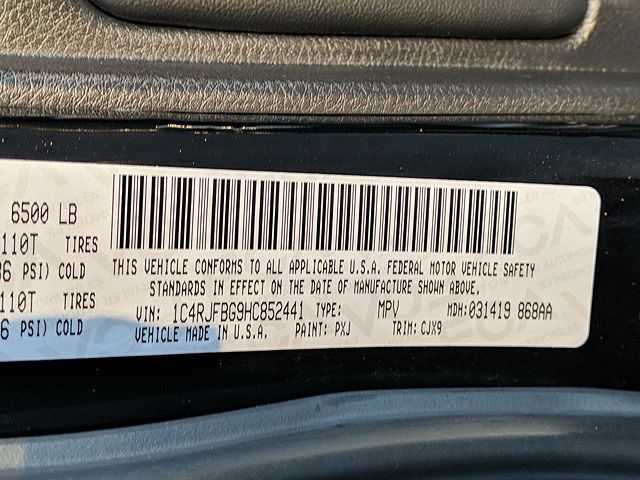 6500 LB
110T TIRES
36 PSI) COLD
110T TIRES
6 PSI) COLD
THIS VEHICLE CONFORMS TO ALL APPLICABLE U.S.A. FEDERAL MOTOR VEHICLE SAFETY
STANDARDS IN EFFECT ON THE DATE OF MANUFACTURE SHOWN ABOVE.
VIN: 1C4RJFBG9HC852441 TYPE: MPV MDH: 031419 868AA
VEHICLE MADE IN U.S.A. PAINT: PXJ TRIM: CJX9